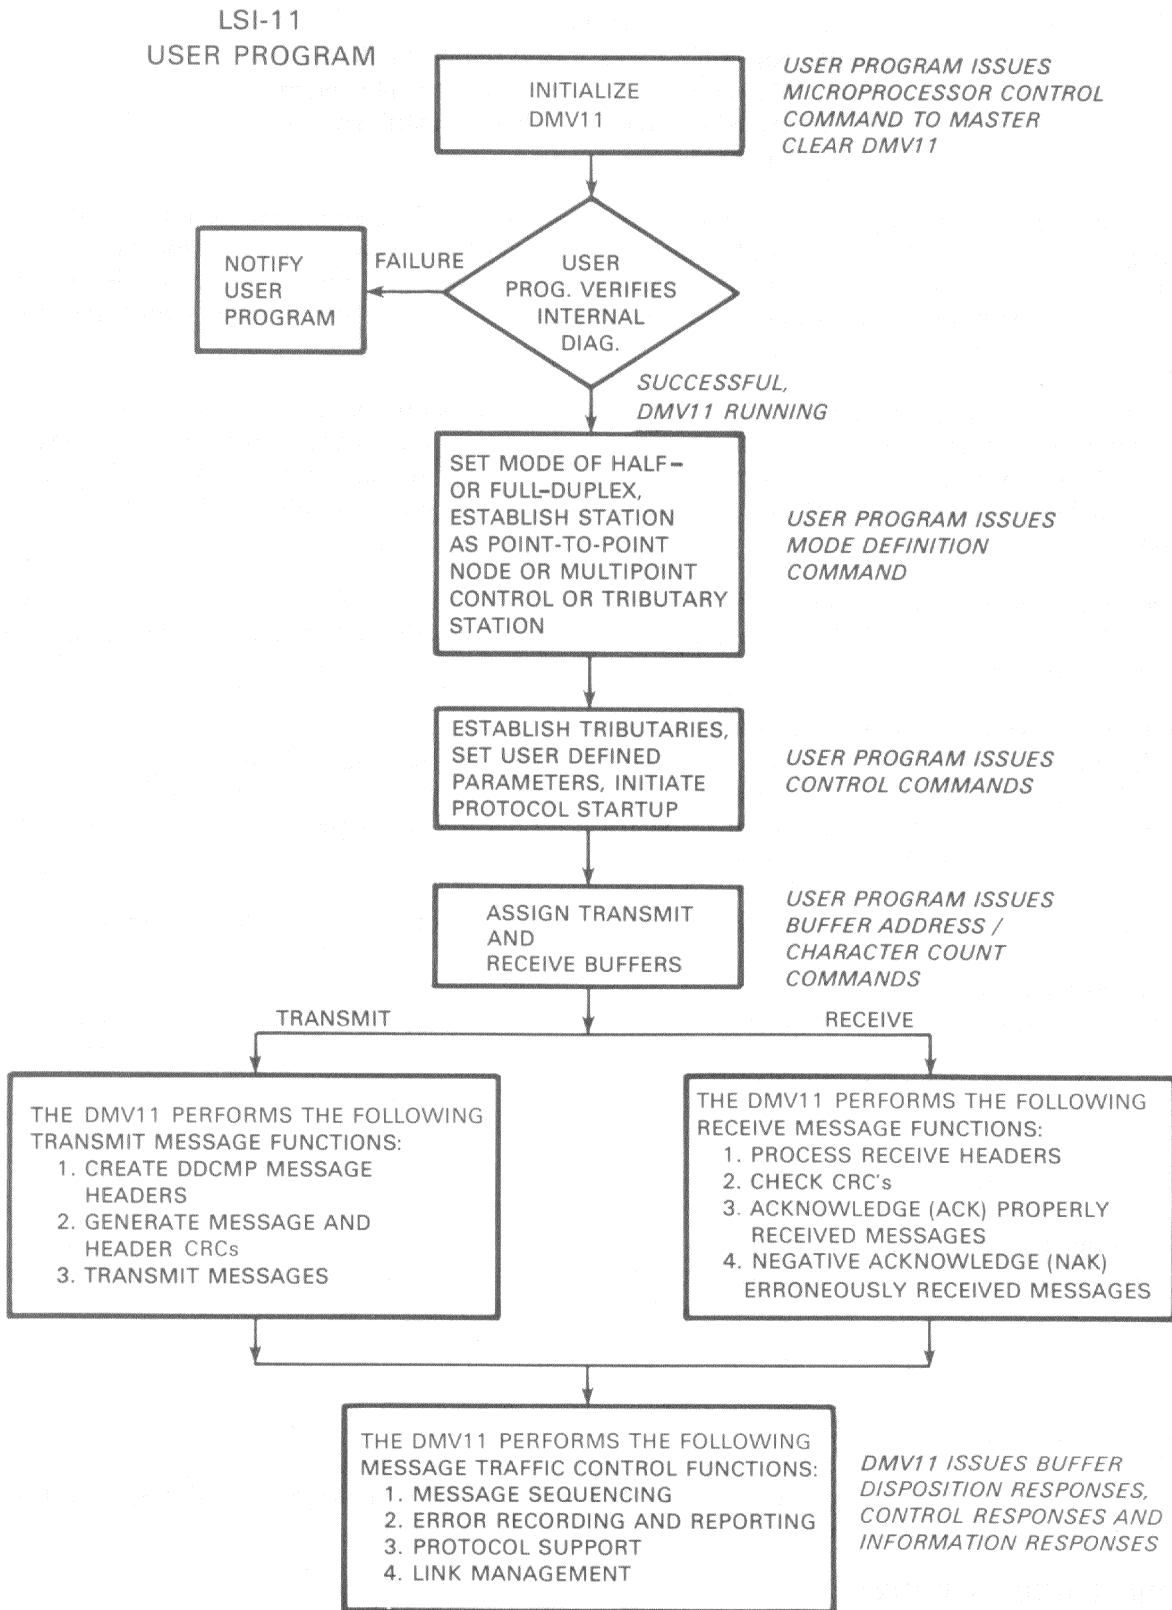 LSI-11
USER PROGRAM
INITIALIZE
DMV11
USER PROGRAM ISSUES
MICROPROCESSOR CONTROL
COMMAND TO MASTER
CLEAR DMV11
NOTIFY
USER
PROGRAM
FAILURE
USER
PROG. VERIFIES
INTERNAL
DIAG.
SUCCESSFUL,
DMV11 RUNNING
SET MODE OF HALF-
OR FULL-DUPLEX,
ESTABLISH STATION
AS POINT-TO-POINT
NODE OR MULTIPOINT
CONTROL OR TRIBUTARY
STATION
USER PROGRAM ISSUES
MODE DEFINITION
COMMAND
ESTABLISH TRIBUTARIES,
SET USER DEFINED
PARAMETERS, INITIATE
PROTOCOL STARTUP
USER PROGRAM ISSUES
CONTROL COMMANDS
ASSIGN TRANSMIT
AND
RECEIVE BUFFERS
USER PROGRAM ISSUES
BUFFER ADDRESS /
CHARACTER COUNT
COMMANDS
TRANSMIT
RECEIVE
THE DMV11 PERFORMS THE FOLLOWING
TRANSMIT MESSAGE FUNCTIONS:
1. CREATE DDCMP MESSAGE
HEADERS
2. GENERATE MESSAGE AND
HEADER CRCs
3. TRANSMIT MESSAGES
THE DMV11 PERFORMS THE FOLLOWING
RECEIVE MESSAGE FUNCTIONS:
1. PROCESS RECEIVE HEADERS
2. CHECK CRC's
3. ACKNOWLEDGE (ACK) PROPERLY
RECEIVED MESSAGES
4. NEGATIVE ACKNOWLEDGE (NAK)
ERRONEOUSLY RECEIVED MESSAGES
THE DMV11 PERFORMS THE FOLLOWING
MESSAGE TRAFFIC CONTROL FUNCTIONS:
1. MESSAGE SEQUENCING
2. ERROR RECORDING AND REPORTING
3. PROTOCOL SUPPORT
4. LINK MANAGEMENT
DMV11 ISSUES BUFFER
DISPOSITION RESPONSES,
CONTROL RESPONSES AND
INFORMATION RESPONSES